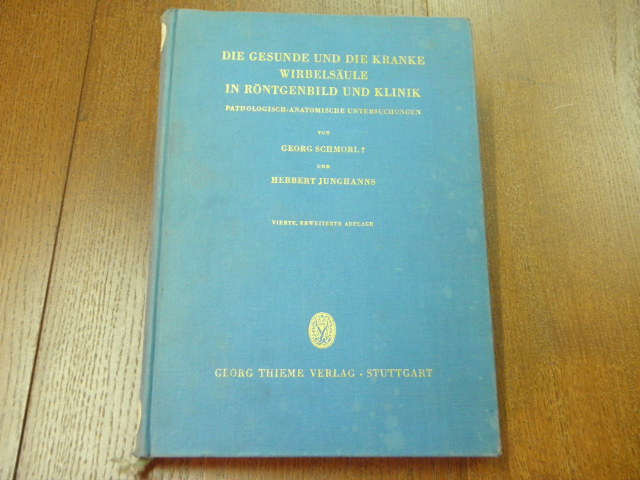 DIE GESUNDE UND DIE KRANKE
WIRBELSÄULE
IN RÖNTGENBILD UND KLINIK
PATHOLOGISCH-ANATOMISCHE UNTERSUCHUNGEN
VON
GEORG SCHMORL†
UND
HERBERT JUNGHANNS
VIERTE, ERWEITERTE AUFLAGE
GEORG THIEME VERLAG · STUTTGART